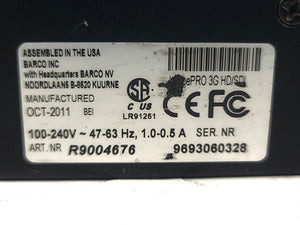 ASSEMBLED IN THE USA
BARCO INC
with Headquarters BARCO NV
NOORDLAAN5 B-8520 KUURNE
MANUFACTURED
OCT-2011 BEI
ePRO 3G HD/SDI
SA
C US
LR91261
CE FC
100-240V ~ 47-63 Hz, 1.0-0.5 A SER. NR
ART. NR R9004676 9693060328